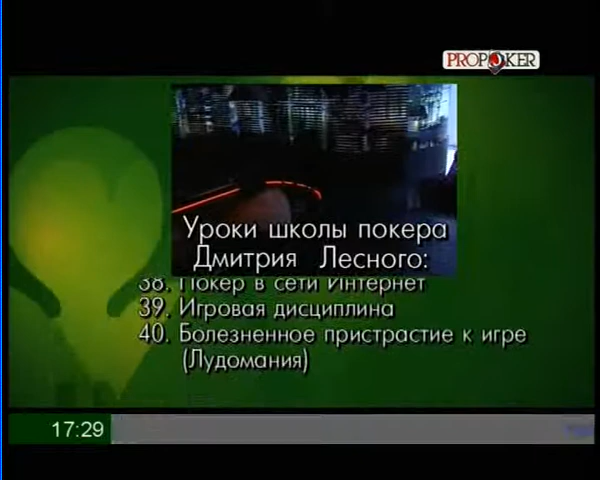 PROPOKER
Уроки школы покера
Дмитрия Лесного:
38. Покер в сети Интернет
39. Игровая дисциплина
40. Болезненное пристрастие к игре
(Лудомания)
17:29